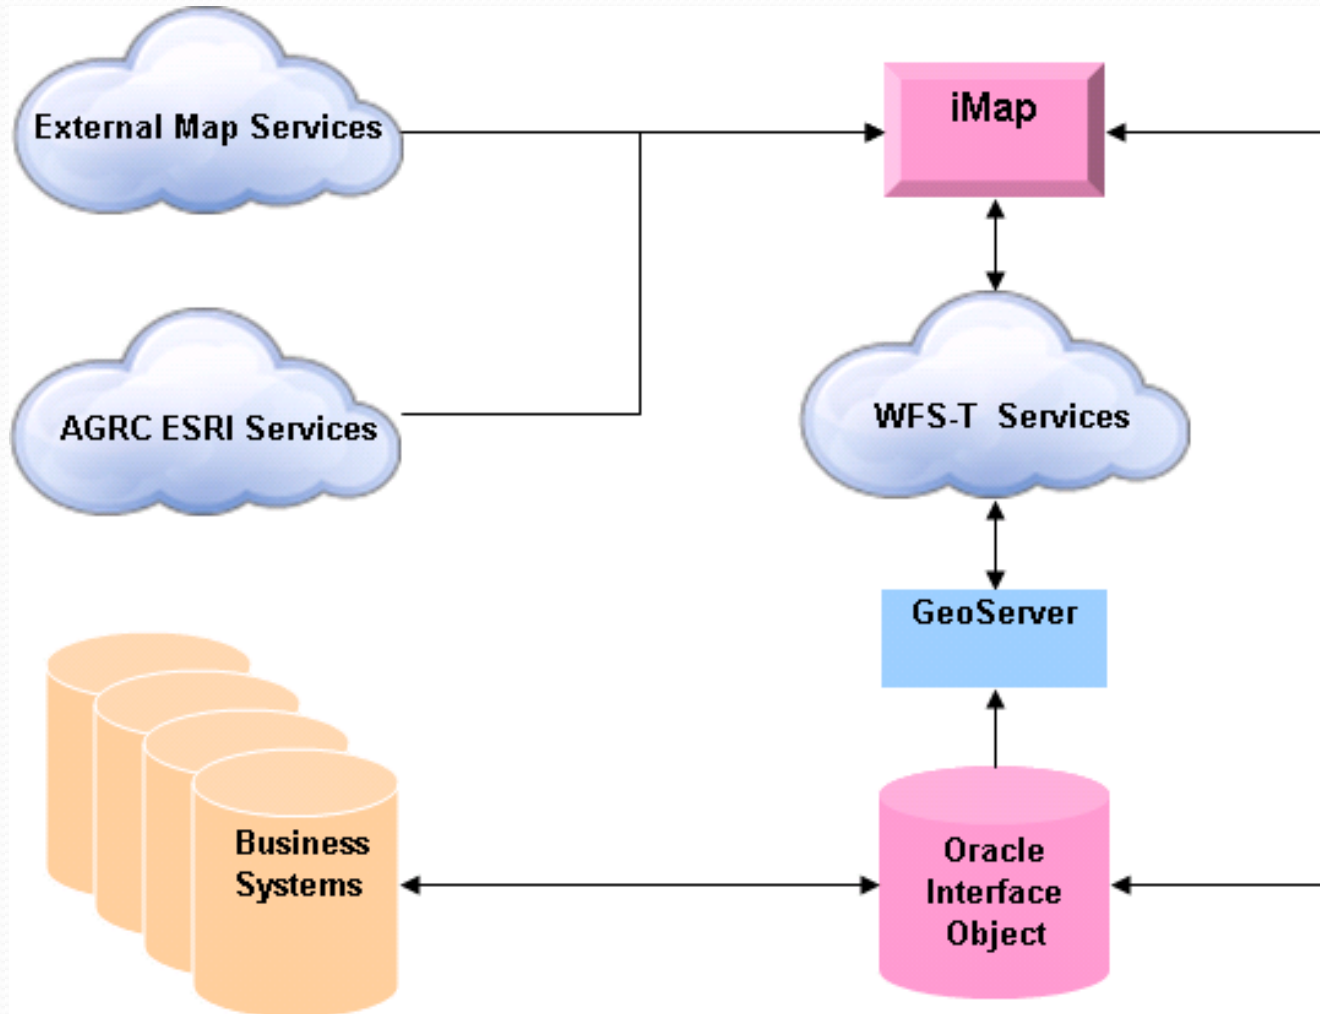 External Map Services
iMap
AGRC ESRI Services
WFS-T Services
GeoServer
Business
Systems
Oracle
Interface
Object